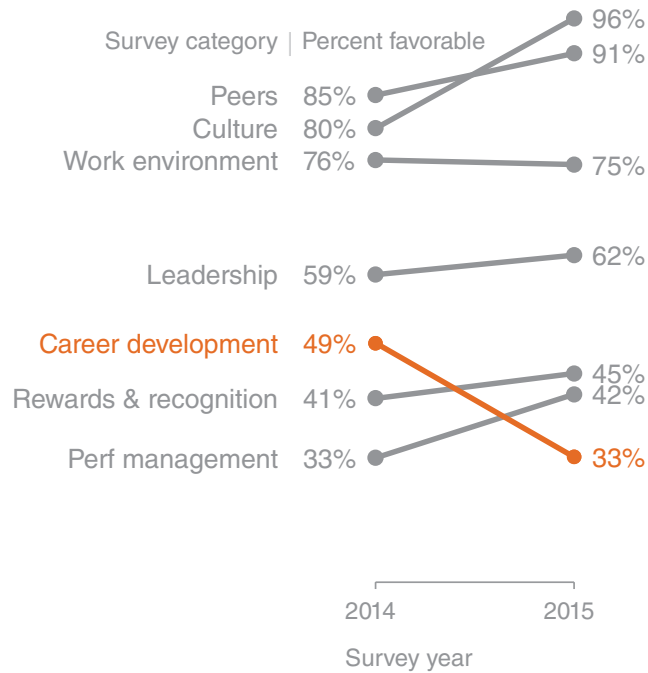 96%
Survey category | Percent favorable
91%
Peers 85%
Culture 80%
Work environment 76% 75%
Leadership 59% 62%
Career development 49%
45%
Rewards & recognition 41% 42%
Perf management 33% 33%
2014 2015
Survey year